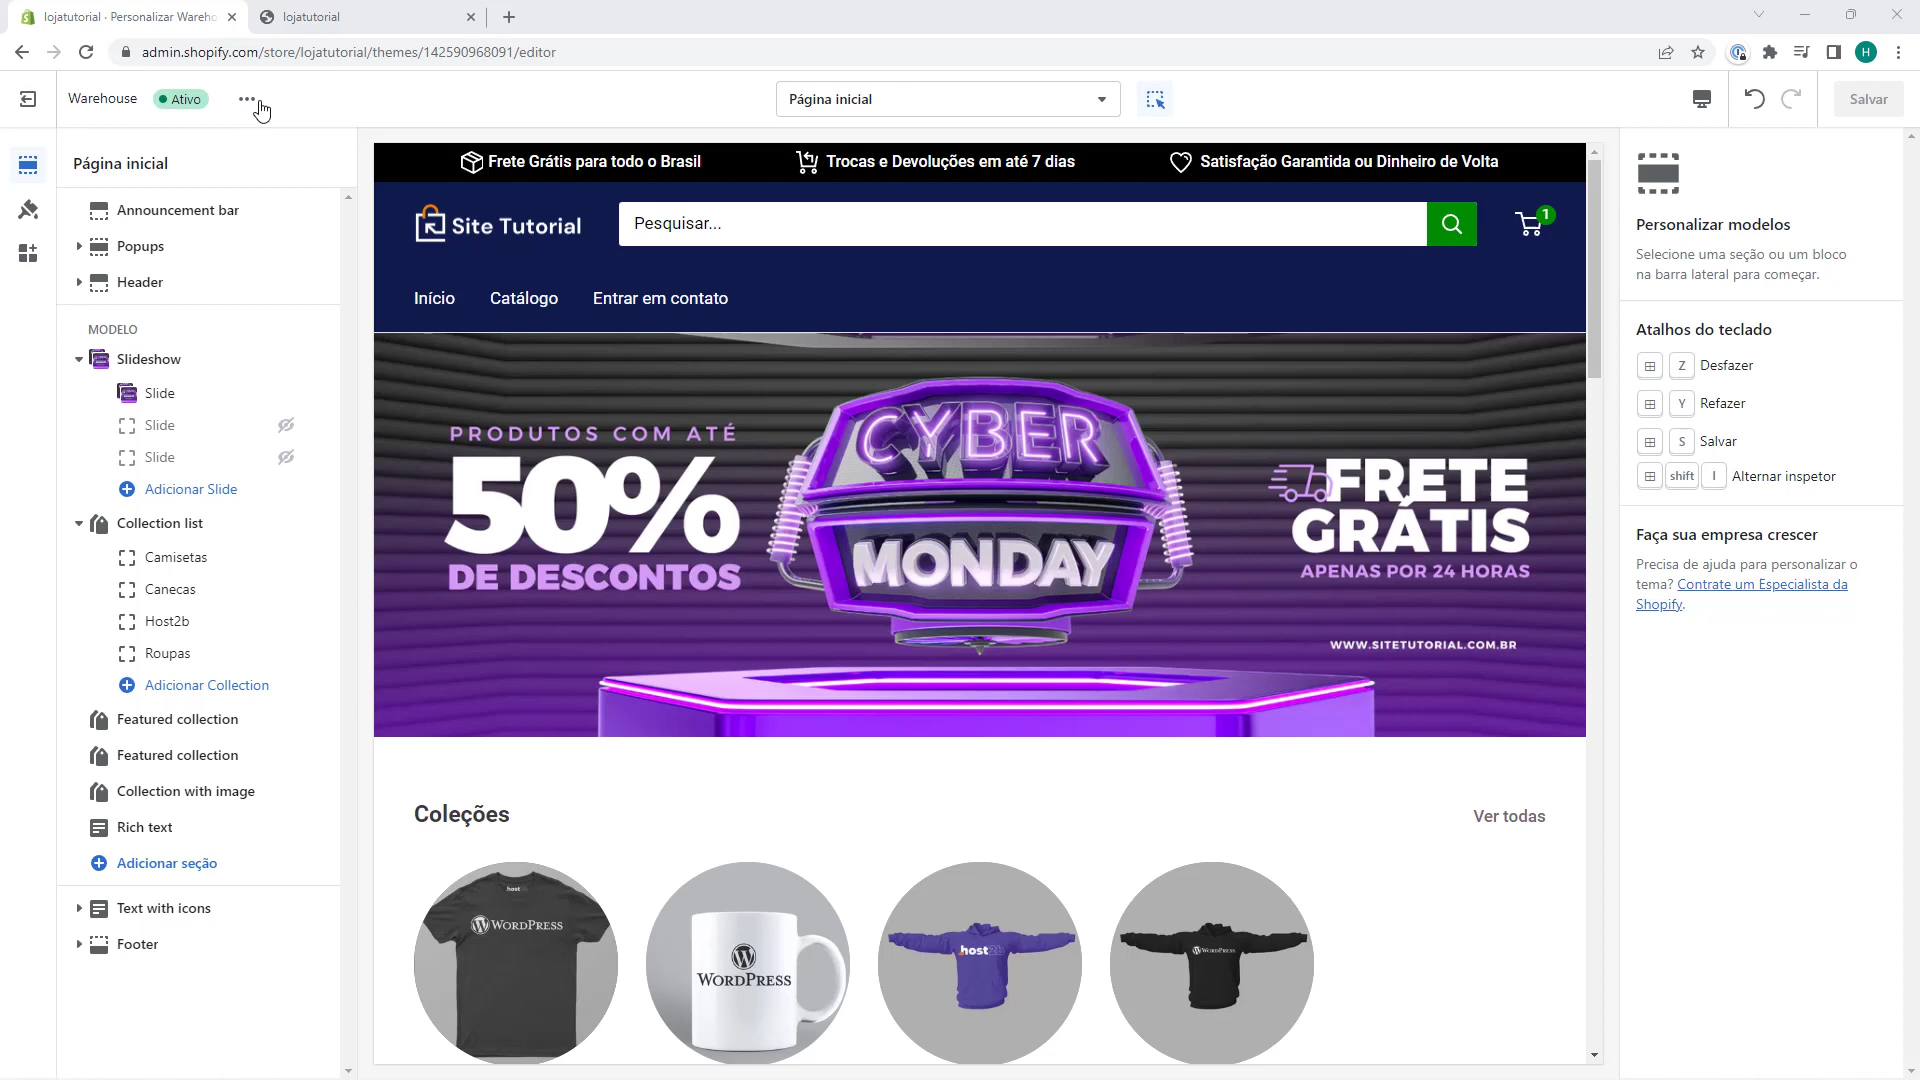 lojatutorial · Personalizar Wareho
lojatutorial
admin.shopify.com/store/lojatutorial/themes/142590968091/editor
H
Warehouse
Ativo
Página inicial
Salvar
Página inicial
Announcement bar
Popups
Header
MODELO
Slideshow
Slide
Slide
Slide
Adicionar Slide
Collection list
Camisetas
Canecas
Host2b
Roupas
Adicionar Collection
Featured collection
Featured collection
Collection with image
Rich text
Adicionar seção
Text with icons
Footer
Frete Grátis para todo o Brasil
Trocas e Devoluções em até 7 dias
Satisfação Garantida ou Dinheiro de Volta
Site Tutorial
Pesquisar...
1
Início
Catálogo
Entrar em contato
PRODUTOS COM ATÉ
50%
DE DESCONTOS
CYBER
MONDAY
FRETE
GRÁTIS
APENAS POR 24 HORAS
WWW.SITETUTORIAL.COM.BR
Coleções
Ver todas
host
WORDPRESS
WORDPRESS
host2b
WORDPRESS
Personalizar modelos
Selecione uma seção ou um bloco
na barra lateral para começar.
Atalhos do teclado
Z Desfazer
Y Refazer
S Salvar
shift I Alternar inspetor
Faça sua empresa crescer
Precisa de ajuda para personalizar o
tema? Contrate um Especialista da
Shopify.